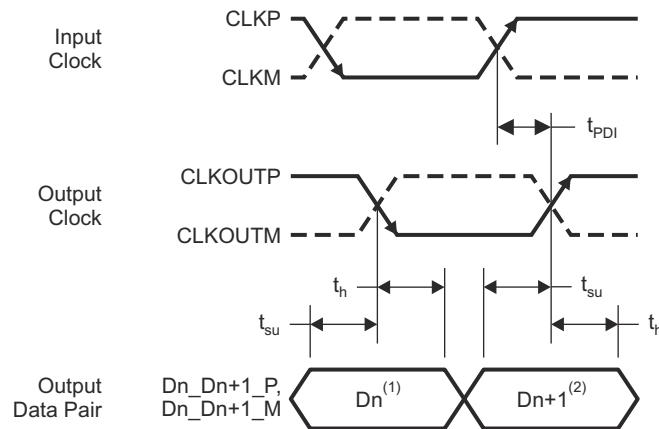 Input
Clock
CLKP
CLKM
t_PDI
Output
Clock
CLKOUTP
CLKOUTM
t_su
t_h
t_su
t_h
Output
Data Pair
Dn_Dn+1_P,
Dn_Dn+1_M
Dn(1)
Dn+1(2)